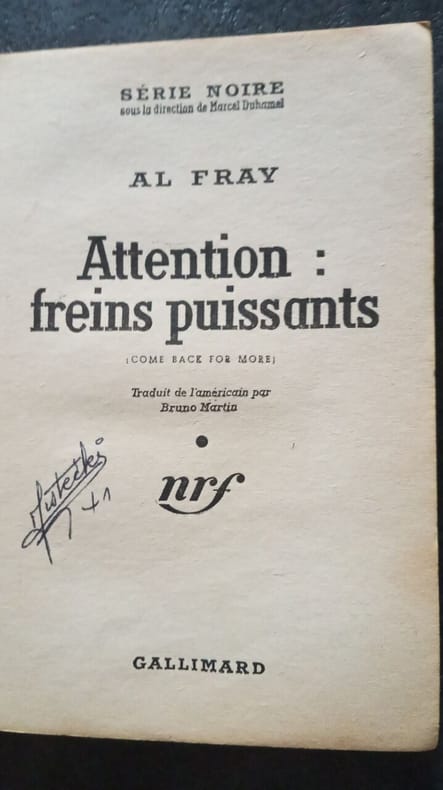 SÉRIE NOIRE
sous la direction de Marcel Duhamel
AL FRAY
Attention :
freins puissants
(COME BACK FOR MORE)
Traduit de l'américain par
Bruno Martin
nrf
GALLIMARD